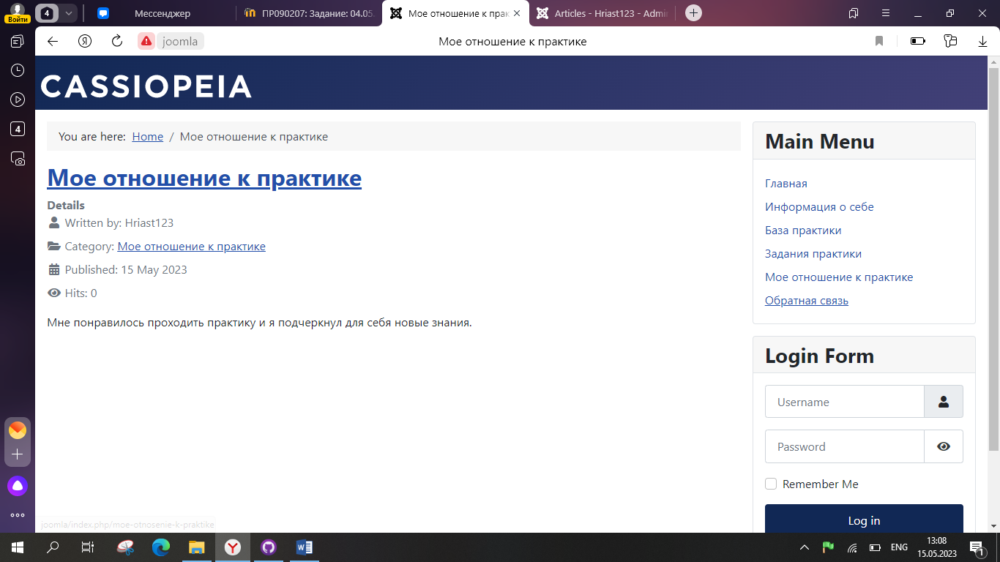 Войти
4
Мессенджер
ПР090207: Задание: 04.05.
Мое отношение к прак
Articles - Hriast123 - Admin
joomla
Мое отношение к практике
4
CASSIOPEIA
You are here: Home / Мое отношение к практике
Мое отношение к практике
Details
Written by: Hriast123
Category: Мое отношение к практике
Published: 15 May 2023
Hits: 0
Мне понравилось проходить практику и я подчеркнул для себя новые знания.
Main Menu
Главная
Информация о себе
База практики
Задания практики
Мое отношение к практике
Обратная связь
Login Form
Username
Password
Remember Me
Log in
joomla/index.php/moe-otnosenie-k-praktike
ENG
13:08
15.05.2023
1